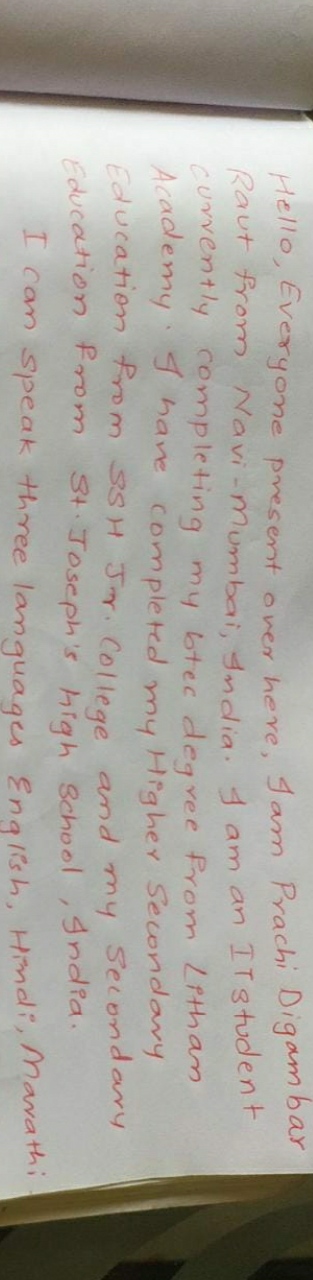 Hello, Everyone present over here, I am Prachi Digambar
Raut from Navi-Mumbai, India. I am an IT student
currently completing my btec degree from Litham
Academy. I have completed my Higher Secondary
Education from SSH Jr. College and my Secondary
Education from St. Joseph's high School, India.
I can speak three languages English, Hindi, Marathi